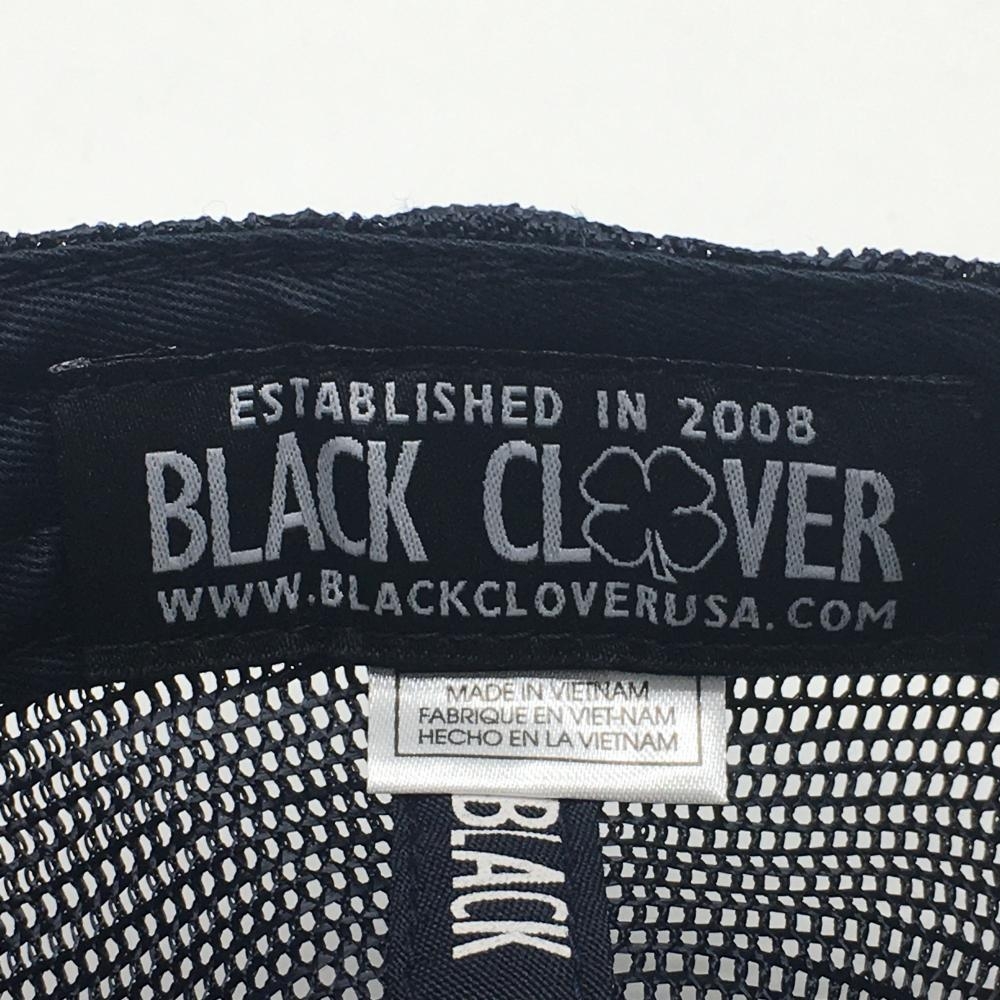 ESTABLISHED IN 2008
BLACK CLOVER
WWW.BLACKCLOVERUSA.COM
MADE IN VIETNAM
FABRIQUE EN VIET-NAM
HECHO EN LA VIETNAM
BLACK